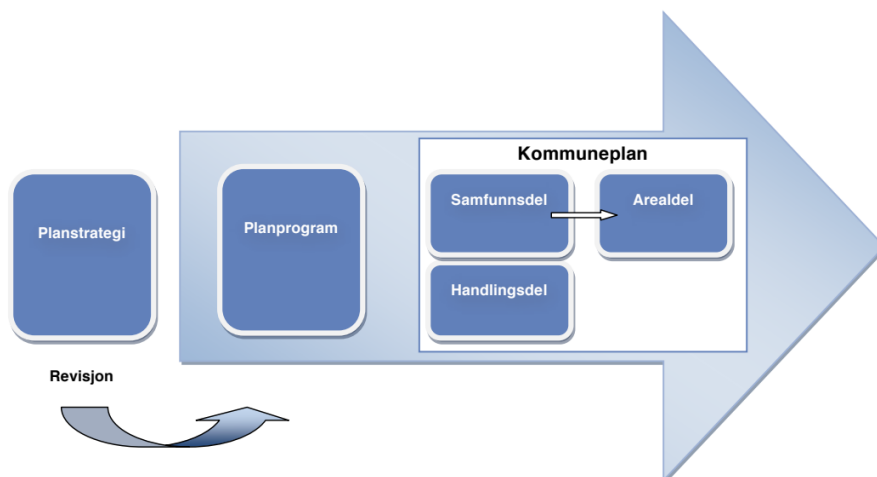 Kommuneplan
Planstrategi
Planprogram
Samfunnsdel
Arealdel
Handlingsdel
Revisjon